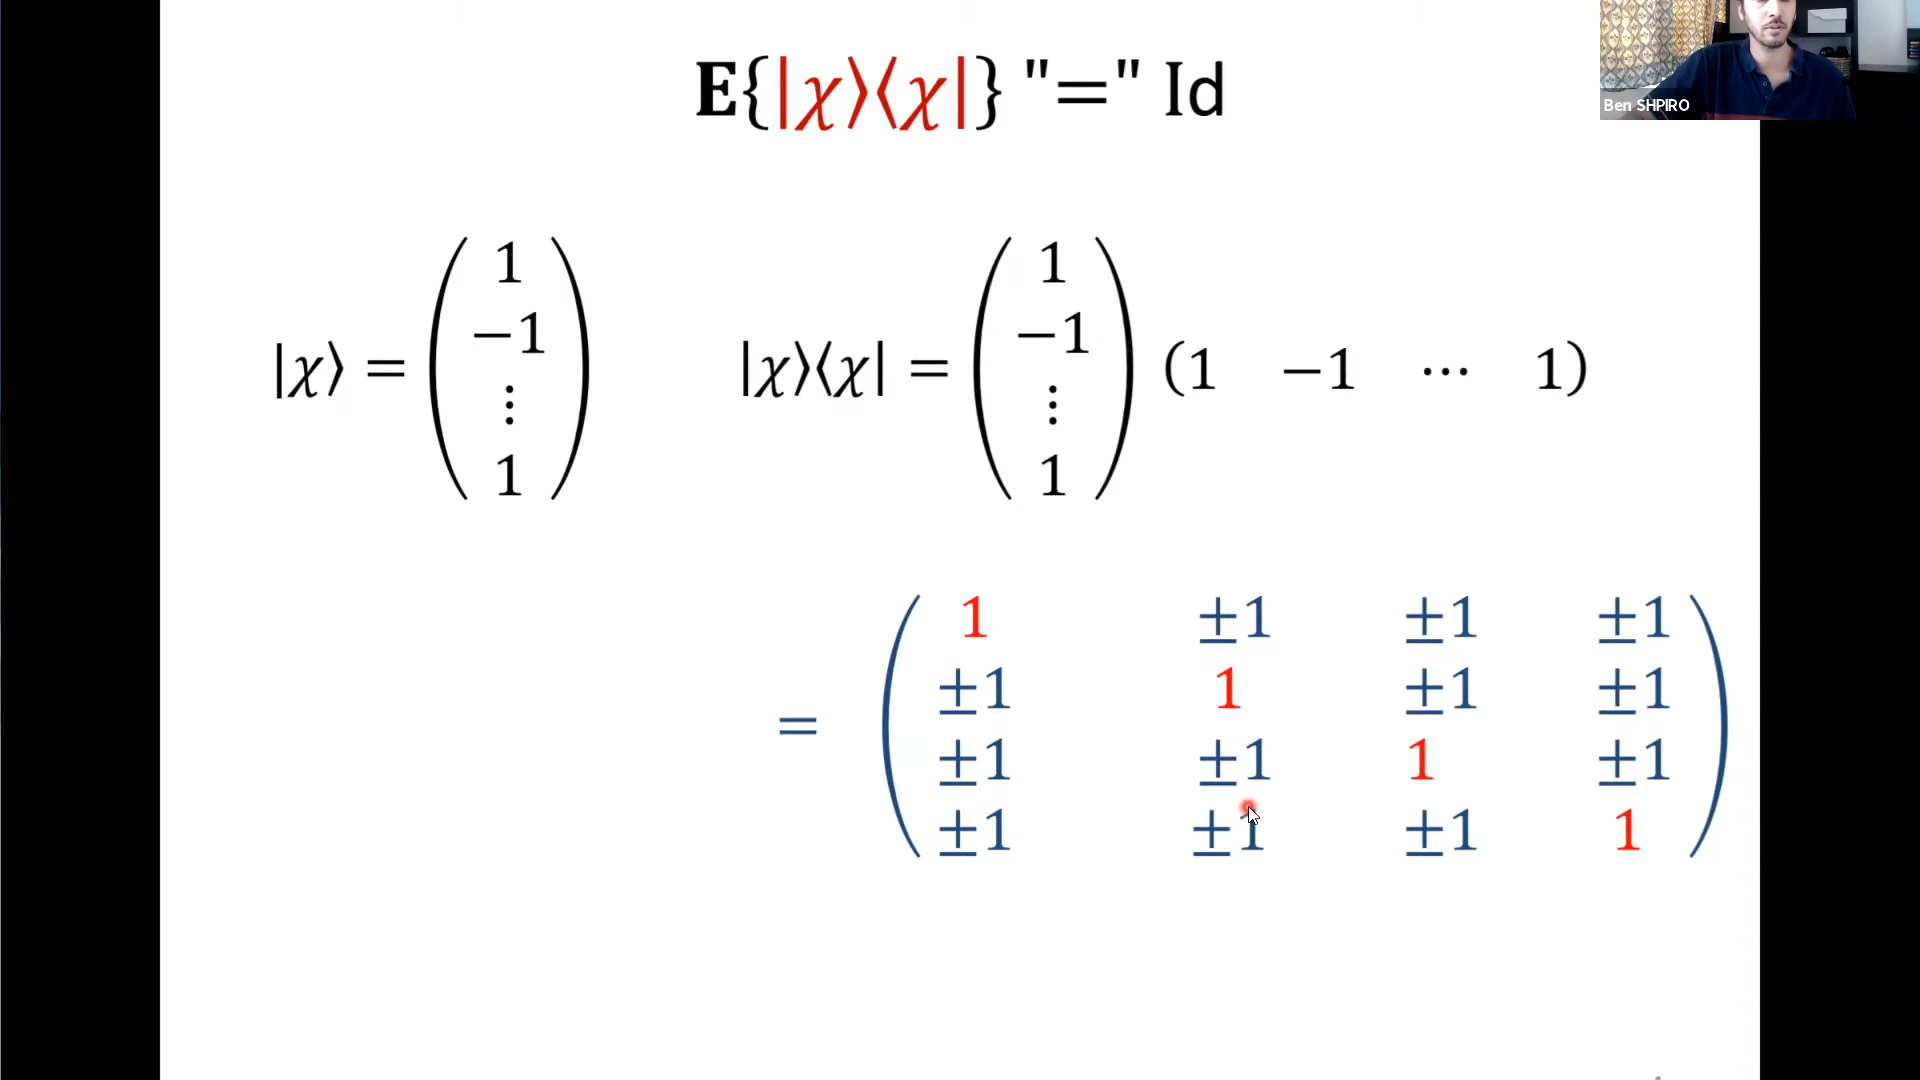 E{|χ⟩⟨χ|} "=" Id
Ben SHPIRO
|χ⟩ = ( 1 −1 ⋮ 1 )
|χ⟩⟨χ| = ( 1 −1 ⋮ 1 ) (1 −1 ⋯ 1)
= ( 1 ±1 ±1 ±1
±1 1 ±1 ±1
±1 ±1 1 ±1
±1 ±1 ±1 1 )